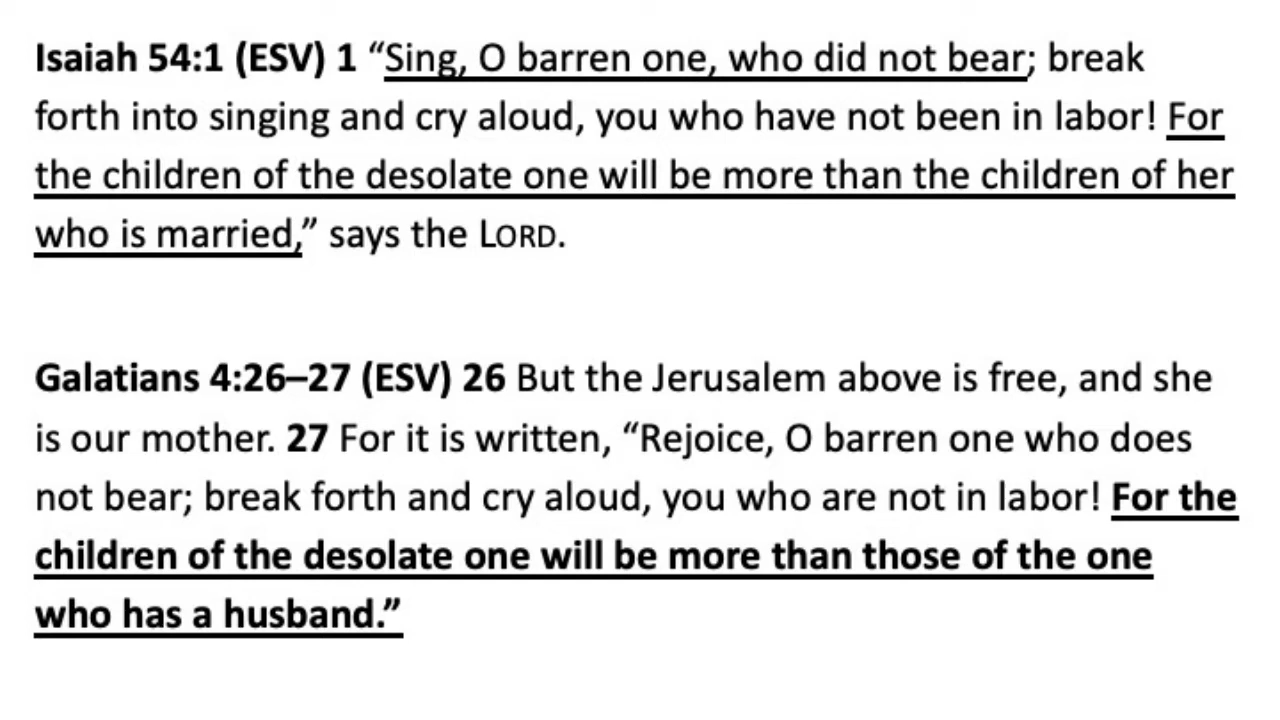 Isaiah 54:1 (ESV) 1 “Sing, O barren one, who did not bear; break
forth into singing and cry aloud, you who have not been in labor! For
the children of the desolate one will be more than the children of her
who is married,” says the LORD.
Galatians 4:26–27 (ESV) 26 But the Jerusalem above is free, and she
is our mother. 27 For it is written, “Rejoice, O barren one who does
not bear; break forth and cry aloud, you who are not in labor! For the
children of the desolate one will be more than those of the one
who has a husband.”